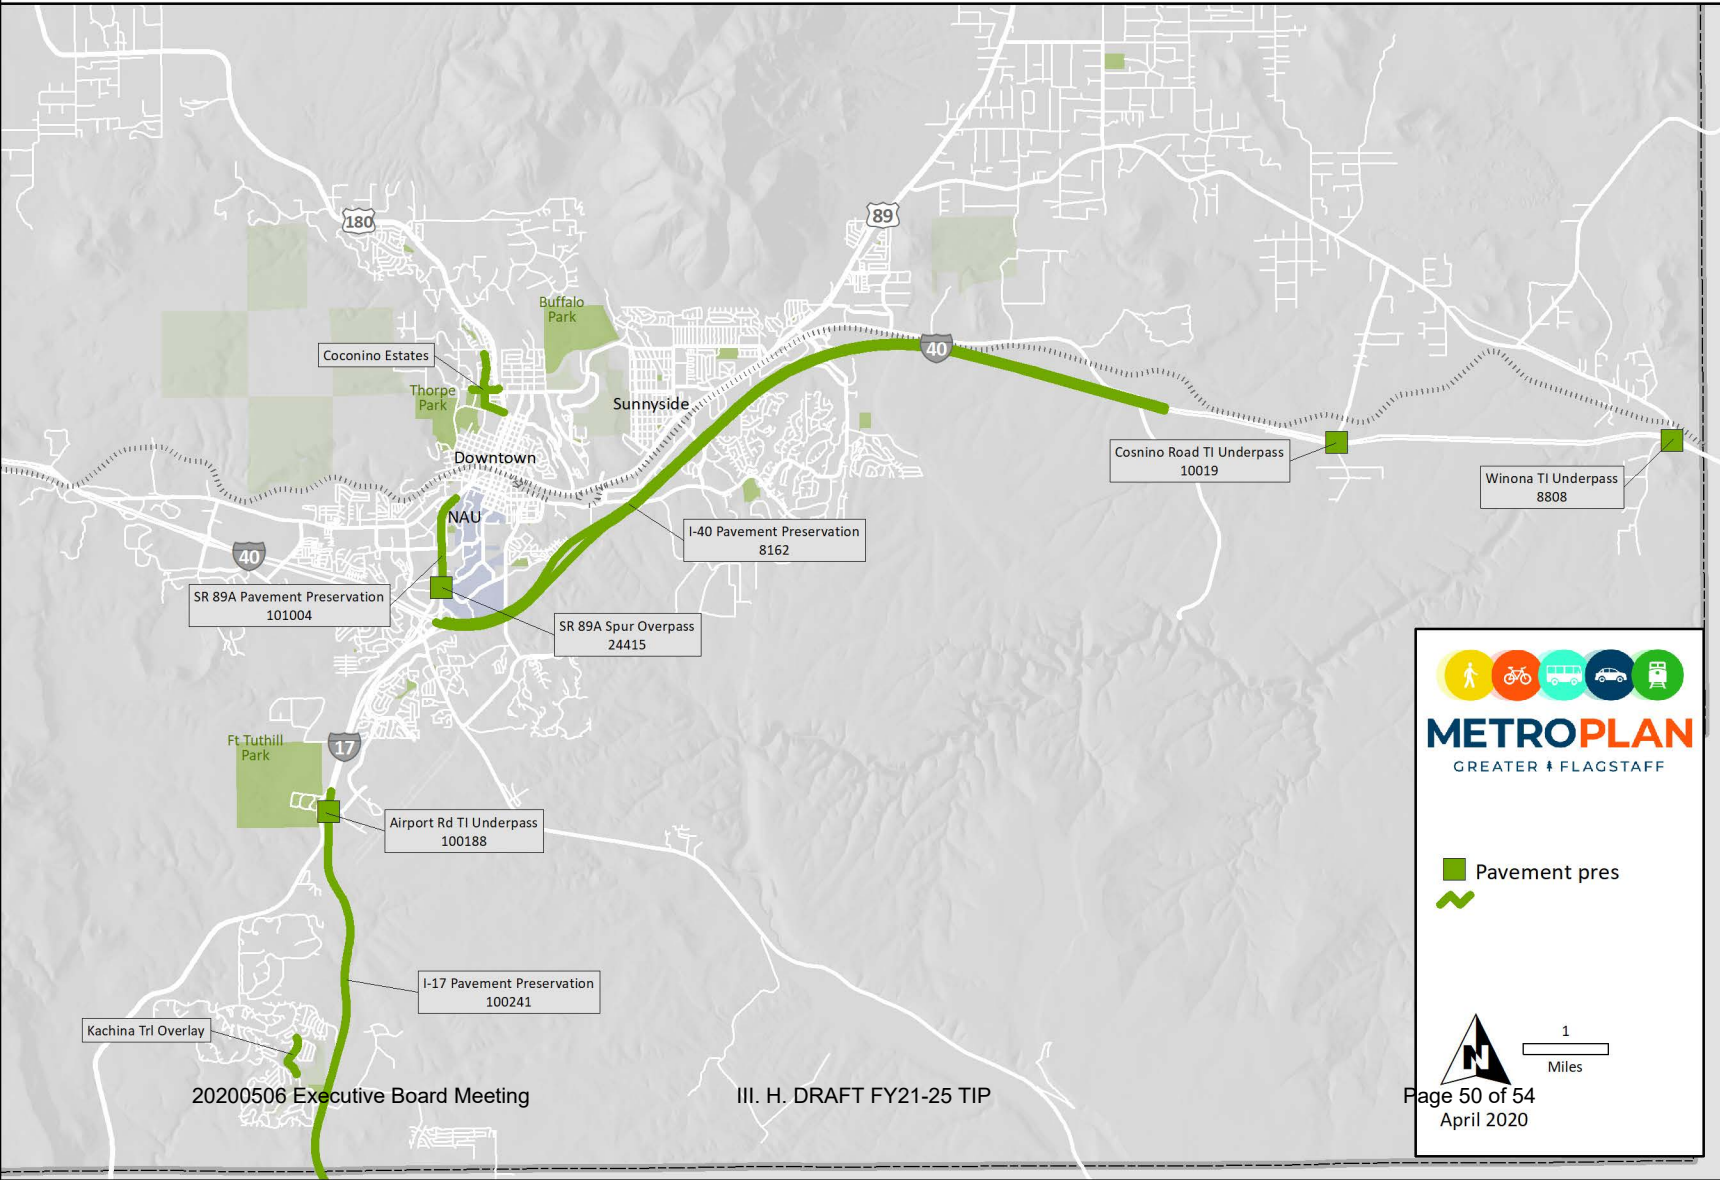 180
89
Buffalo
Park
Coconino Estates
40
Thorpe
Park
Sunnyside
Downtown
Cosnino Road TI Underpass
10019
Winona TI Underpass
8808
NAU
I-40 Pavement Preservation
8162
40
SR 89A Pavement Preservation
101004
SR 89A Spur Overpass
24415
Ft Tuthill
Park
17
Airport Rd TI Underpass
100188
I-17 Pavement Preservation
100241
Kachina Trl Overlay
METROPLAN
GREATER FLAGSTAFF
Pavement pres
N
1
Miles
20200506 Executive Board Meeting
III. H. DRAFT FY21-25 TIP
Page 50 of 54
April 2020